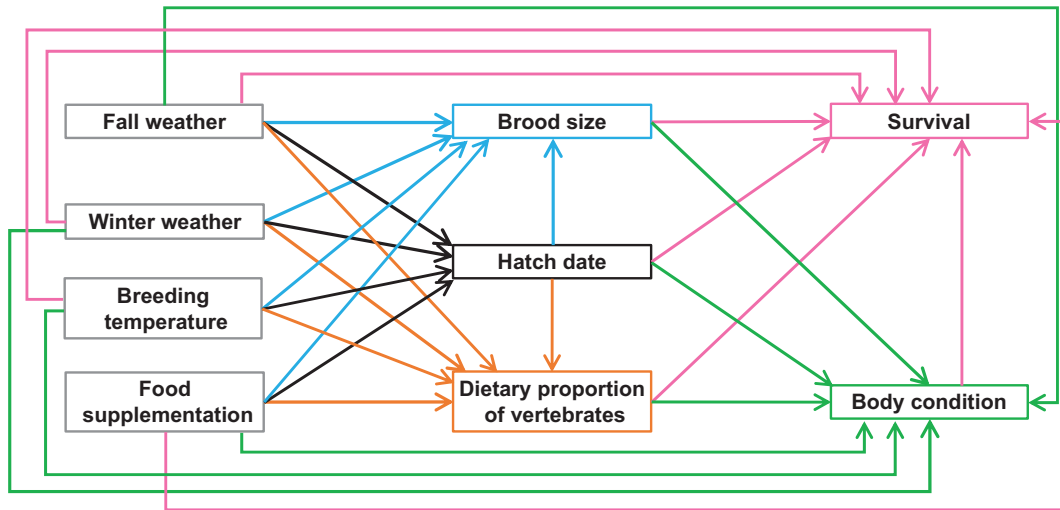 Fall weather
Brood size
Survival
Winter weather
Hatch date
Breeding
temperature
Food
supplementation
Dietary proportion
of vertebrates
Body condition